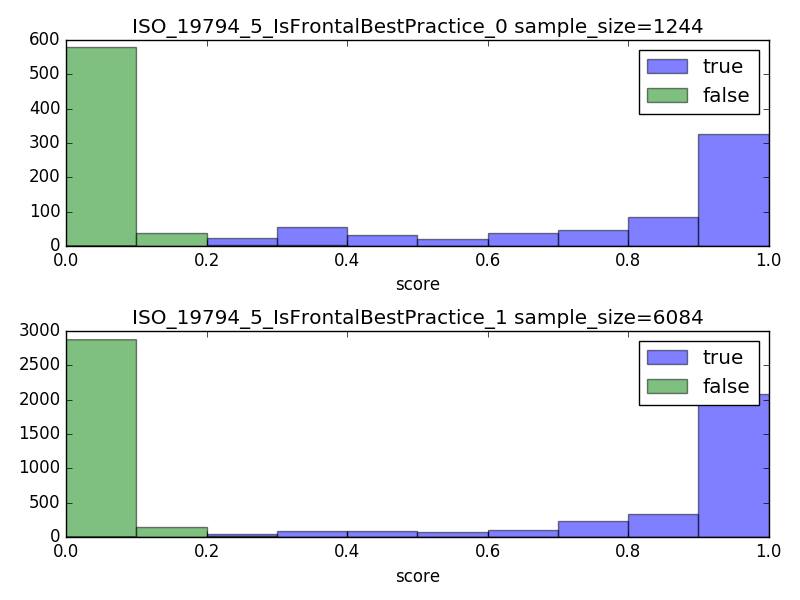 ISO_19794_5_IsFrontalBestPractice_0 sample_size=1244
600
500
400
300
200
100
0
true
false
0.0 0.2 0.4 0.6 0.8 1.0
score
ISO_19794_5_IsFrontalBestPractice_1 sample_size=6084
3000
2500
2000
1500
1000
500
0
true
false
0.0 0.2 0.4 0.6 0.8 1.0
score